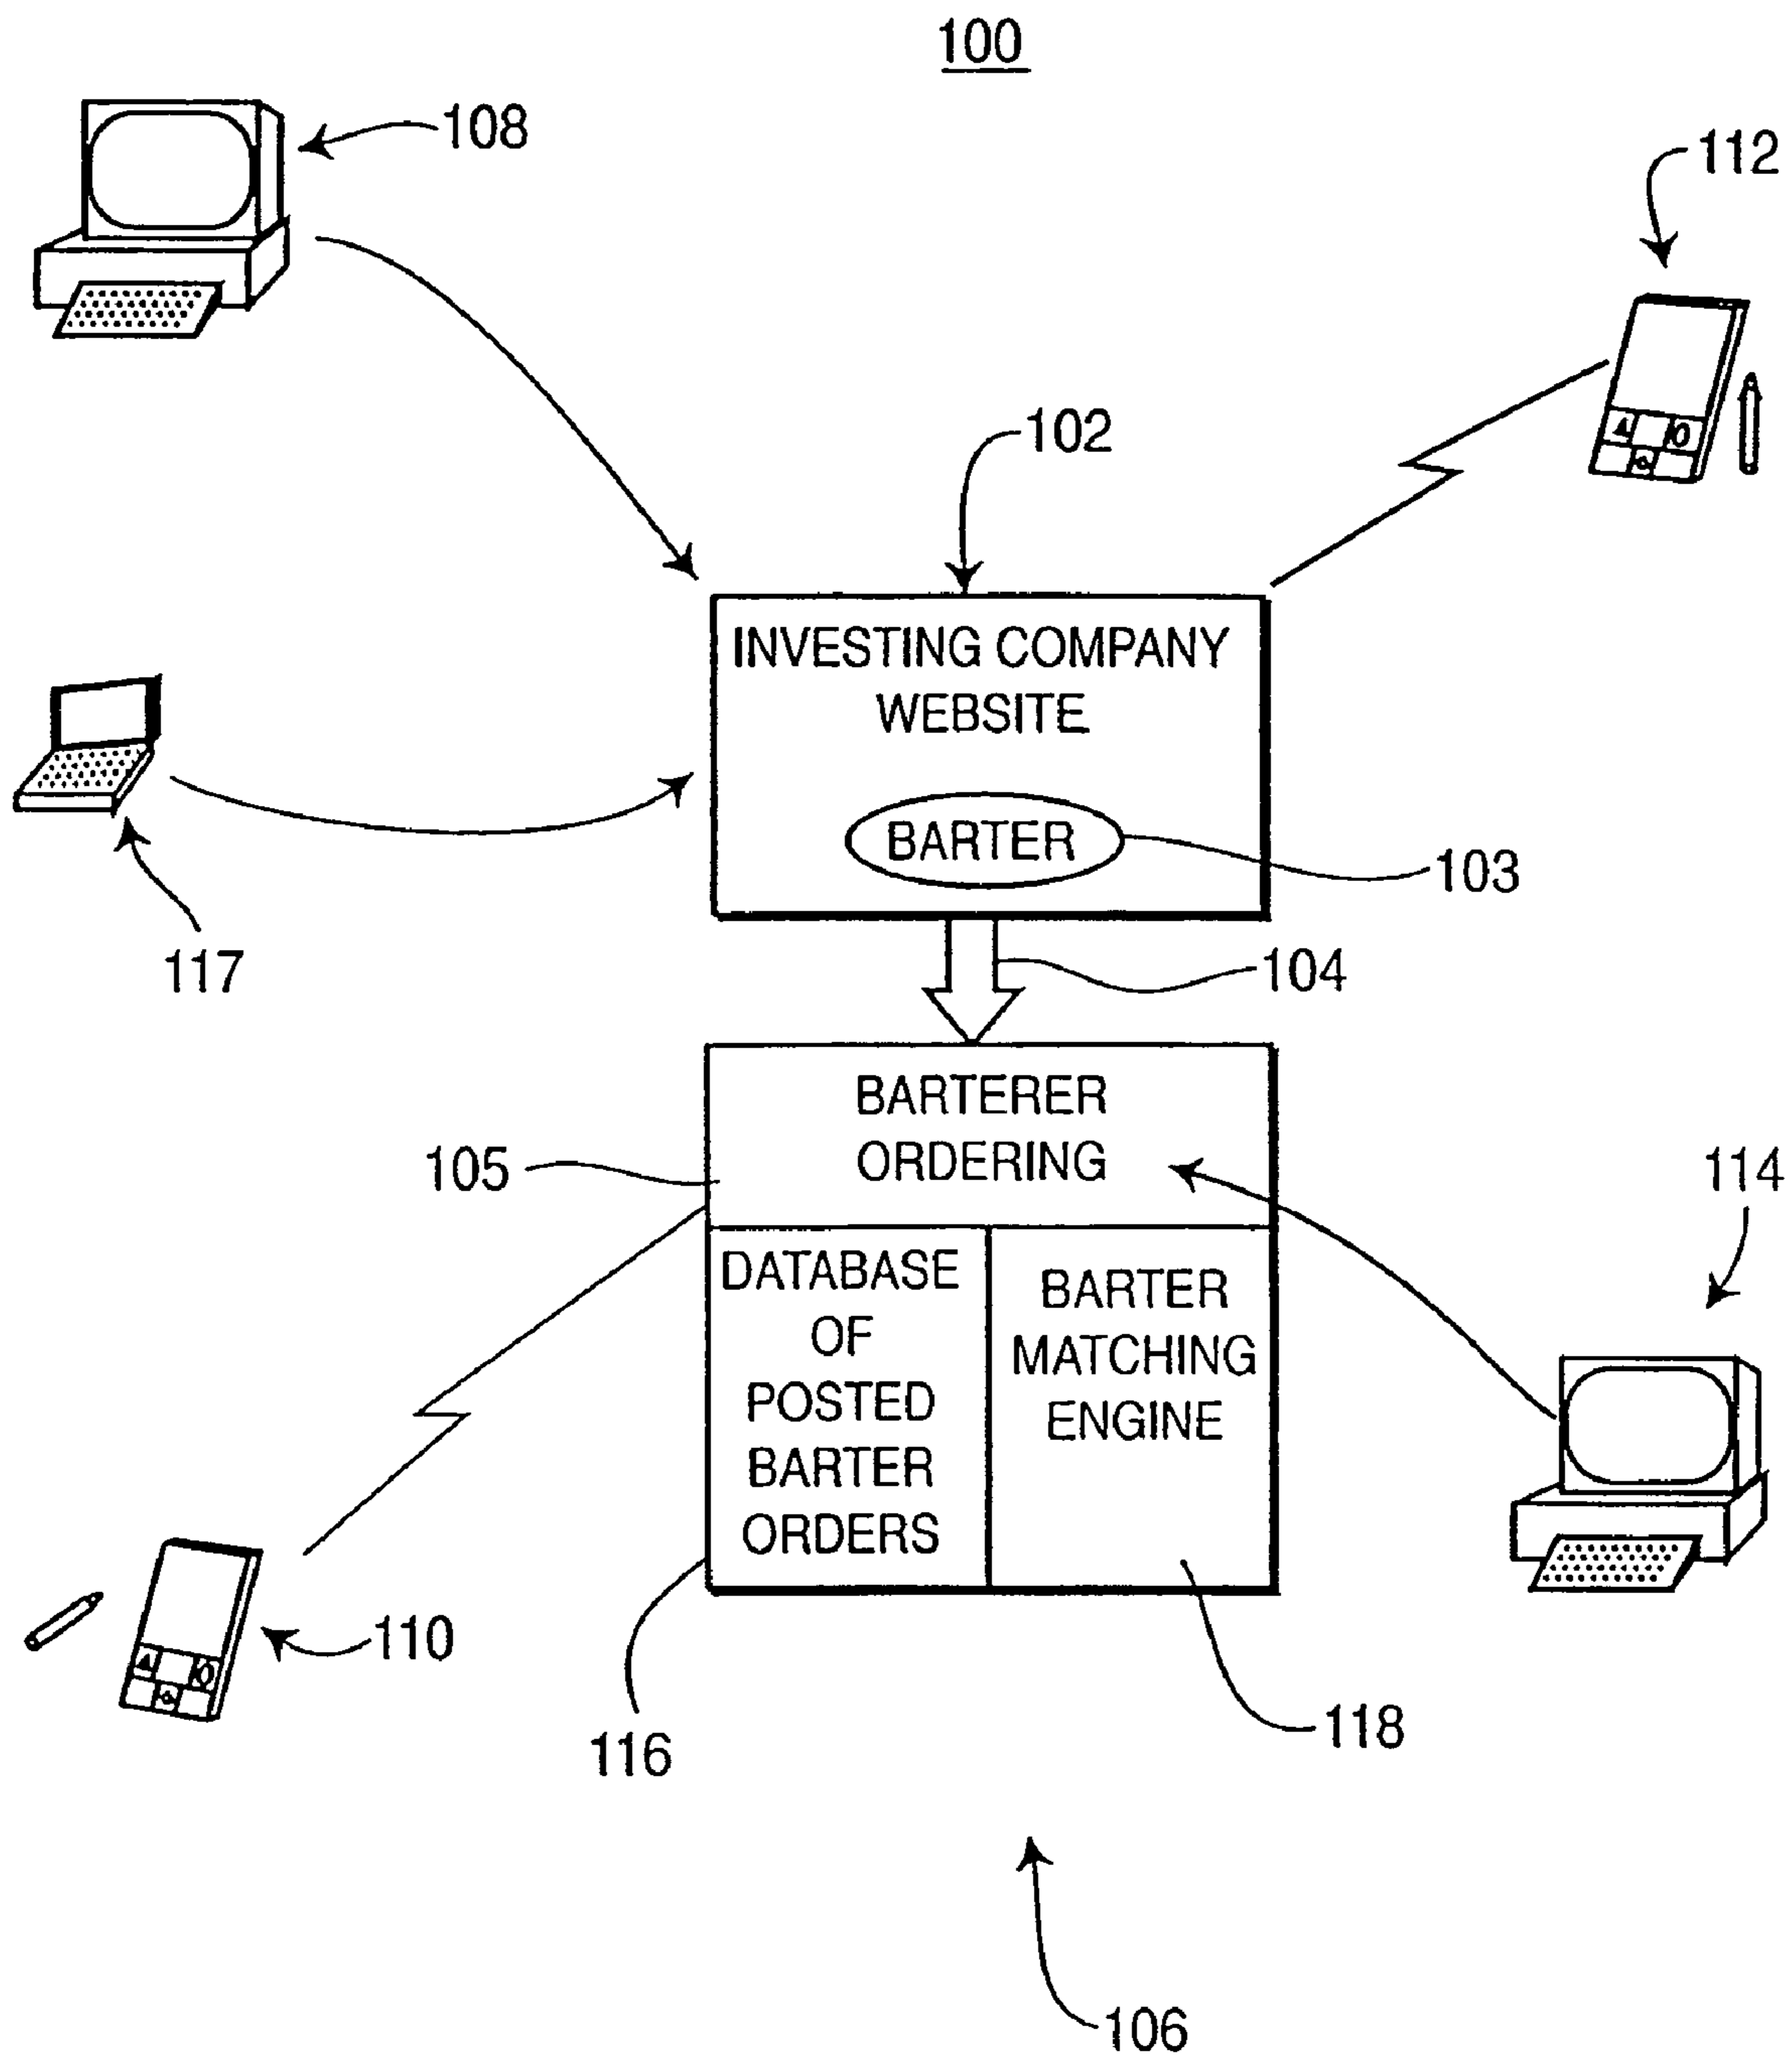 100
108
112
102
INVESTING COMPANY
WEBSITE
BARTER
103
117
104
BARTERER
ORDERING
105
114
DATABASE
OF
POSTED
BARTER
ORDERS
BARTER
MATCHING
ENGINE
110
116
118
106